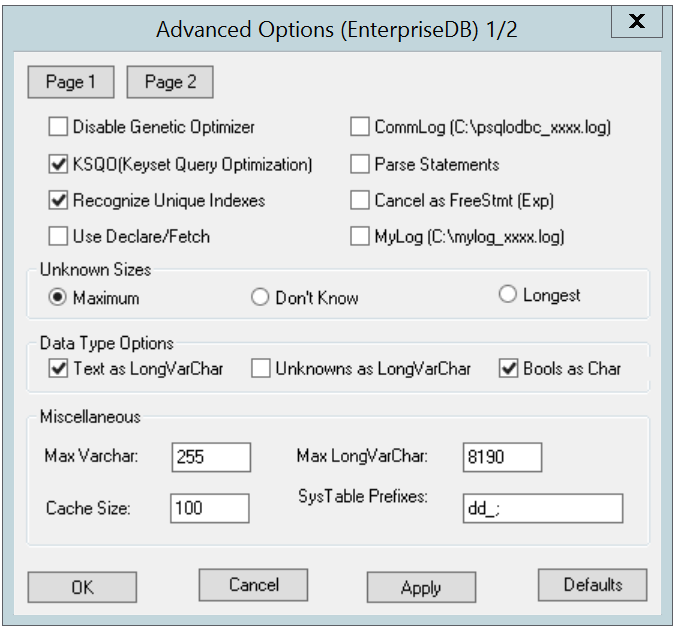 Advanced Options (EnterpriseDB) 1/2
X
Page 1 Page 2
Disable Genetic Optimizer CommLog (C:\psqlodbc_xxxx.log)
KSQO(Keyset Query Optimization) Parse Statements
Recognize Unique Indexes Cancel as FreeStmt (Exp)
Use Declare/Fetch MyLog (C:\mylog_xxxx.log)
Unknown Sizes
Maximum Don't Know Longest
Data Type Options
Text as LongVarChar Unknowns as LongVarChar Bools as Char
Miscellaneous
Max Varchar: 255 Max LongVarChar: 8190
Cache Size: 100 SysTable Prefixes: dd_;
OK Cancel Apply Defaults